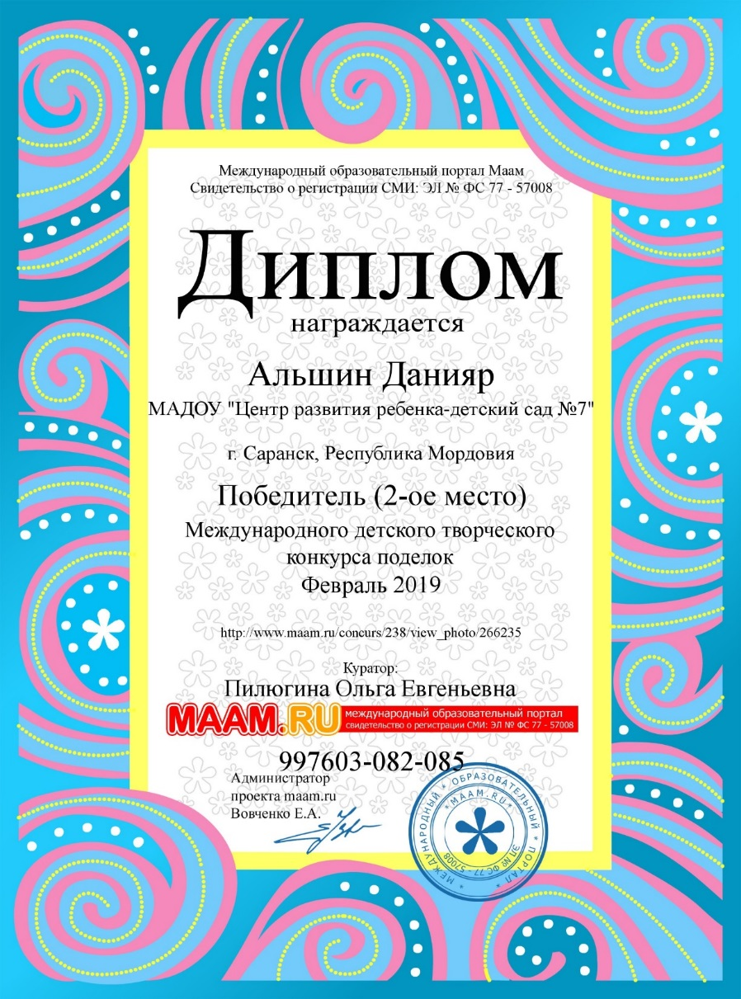 Международный образовательный портал Маам
Свидетельство о регистрации СМИ: ЭЛ № ФС 77 - 57008
Диплом
награждается
Альшин Данияр
МАДОУ "Центр развития ребенка-детский сад №7"
г. Саранск, Республика Мордовия
Победитель (2-ое место)
Международного детского творческого
конкурса поделок
Февраль 2019
http://www.maam.ru/concurs/238/view_photo/266235
Куратор:
Пилюгина Ольга Евгеньевна
MAAM.RU
международный образовательный портал
свидетельство о регистрации СМИ: ЭЛ № ФС 77 - 57008
997603-082-085
Администратор
проекта maam.ru
Вовченко Е.А.
* МЕЖДУНАРОДНЫЙ * ОБРАЗОВАТЕЛЬНЫЙ * ПОРТАЛ *
* MAAM.RU *
ЭЛ № ФС 77 - 57008